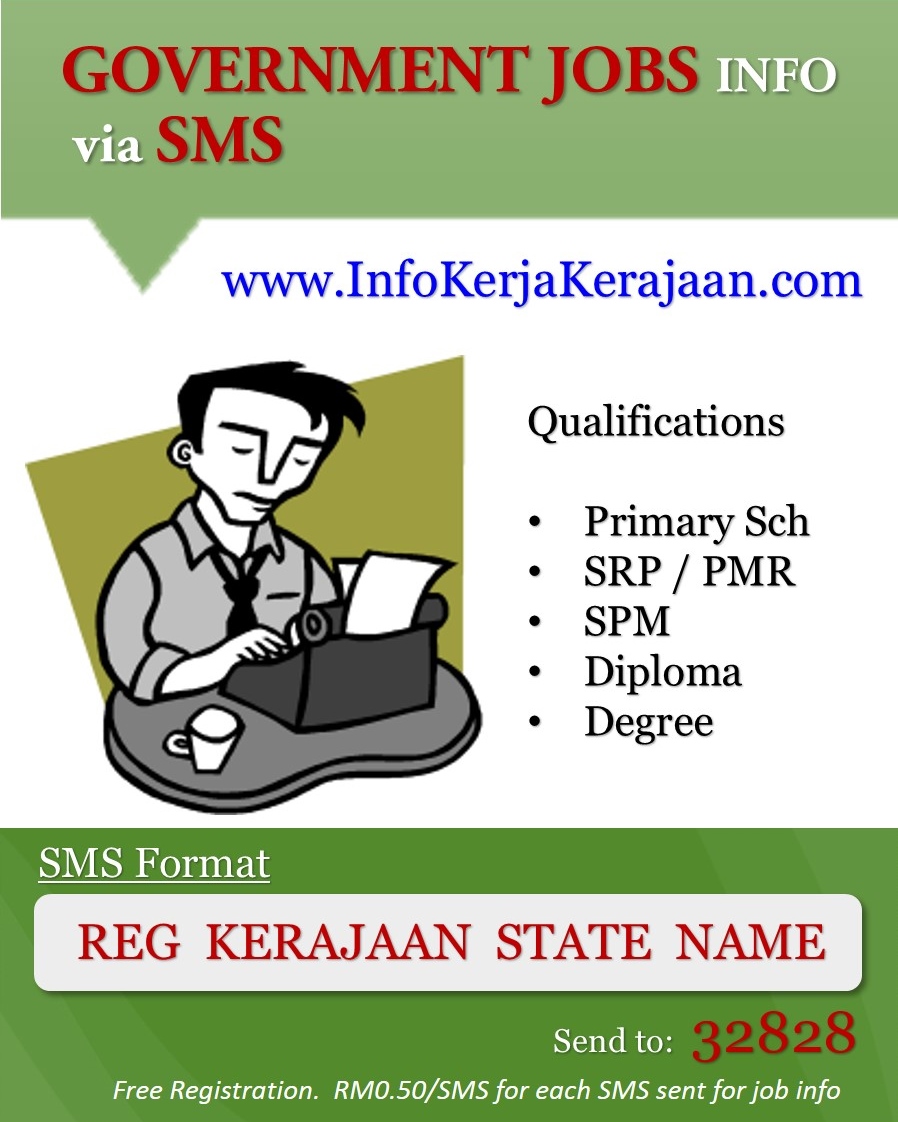 GOVERNMENT JOBS INFO
via SMS
www.InfoKerjaKerajaan.com
Qualifications
• Primary Sch
• SRP / PMR
• SPM
• Diploma
• Degree
SMS Format
REG KERAJAAN STATE NAME
Send to: 32828
Free Registration. RM0.50/SMS for each SMS sent for job info